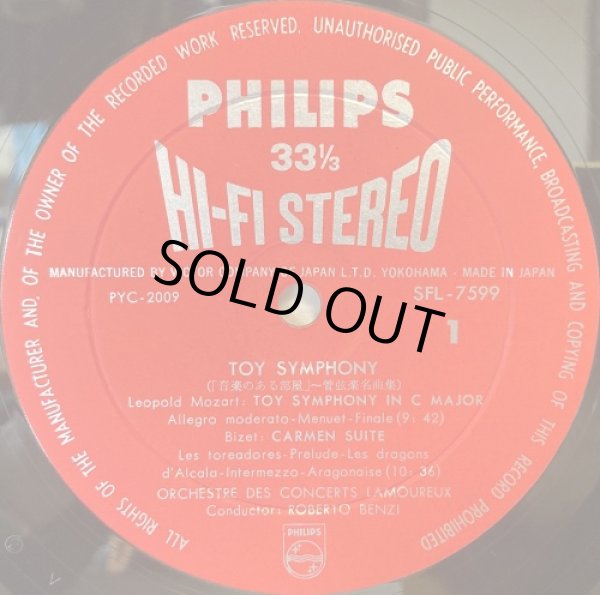 ALL RIGHTS OF THE MANUFACTURER AND, OF THE OWNER OF THE RECORDED WORK RESERVED. UNAUTHORISED PUBLIC PERFORMANCE, BROADCASTING AND COPYING OF THIS RECORD PROHIBITED
PHILIPS
33⅓
HI-FI STEREO
MANUFACTURED BY VICTOR COMPANY OF JAPAN L.T.D. YOKOHAMA - MADE IN JAPAN
PYC-2009 SFL-7599
SOLD OUT
1
TOY SYMPHONY
(「音楽のある部屋」〜管弦楽名曲集)
Leopold Mozart: TOY SYMPHONY IN C MAJOR
Allegro moderato-Menuet-Finale (9: 42)
Bizet: CARMEN SUITE
Les toreadores-Prelude-Les dragons
d'Alcala-Intermezzo-Aragonaise (10: 36)
ORCHESTRE DES CONCERTS LAMOUREUX
Conductor: ROBERTO BENZI
PHILIPS